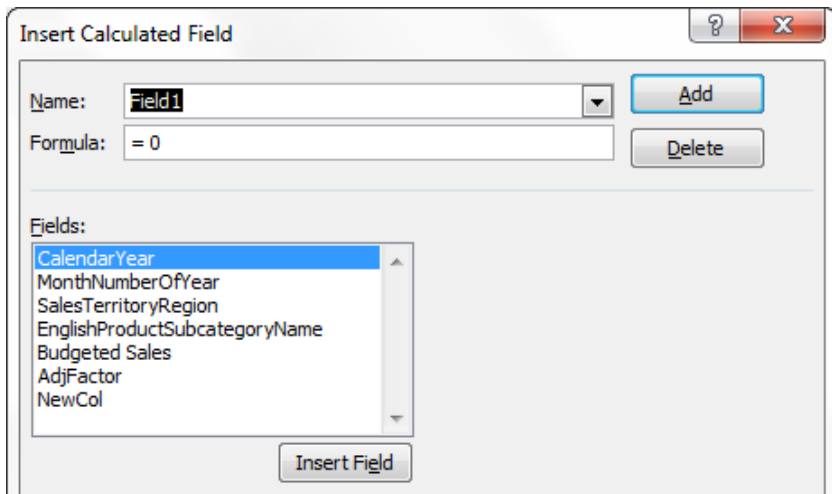 Insert Calculated Field
?
Name: Field1 Add
Formula: = 0 Delete
Fields:
CalendarYear
MonthNumberOfYear
SalesTerritoryRegion
EnglishProductSubcategoryName
Budgeted Sales
AdjFactor
NewCol
Insert Field